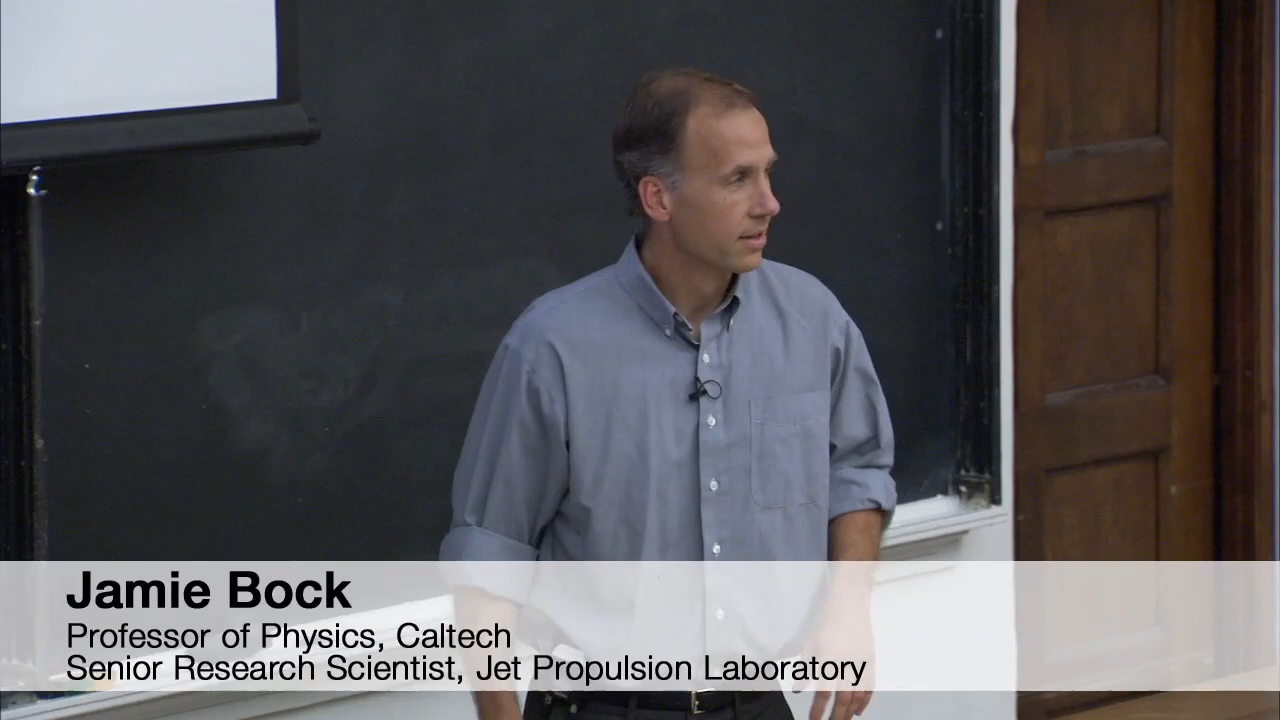 Jamie Bock
Professor of Physics, Caltech
Senior Research Scientist, Jet Propulsion Laboratory